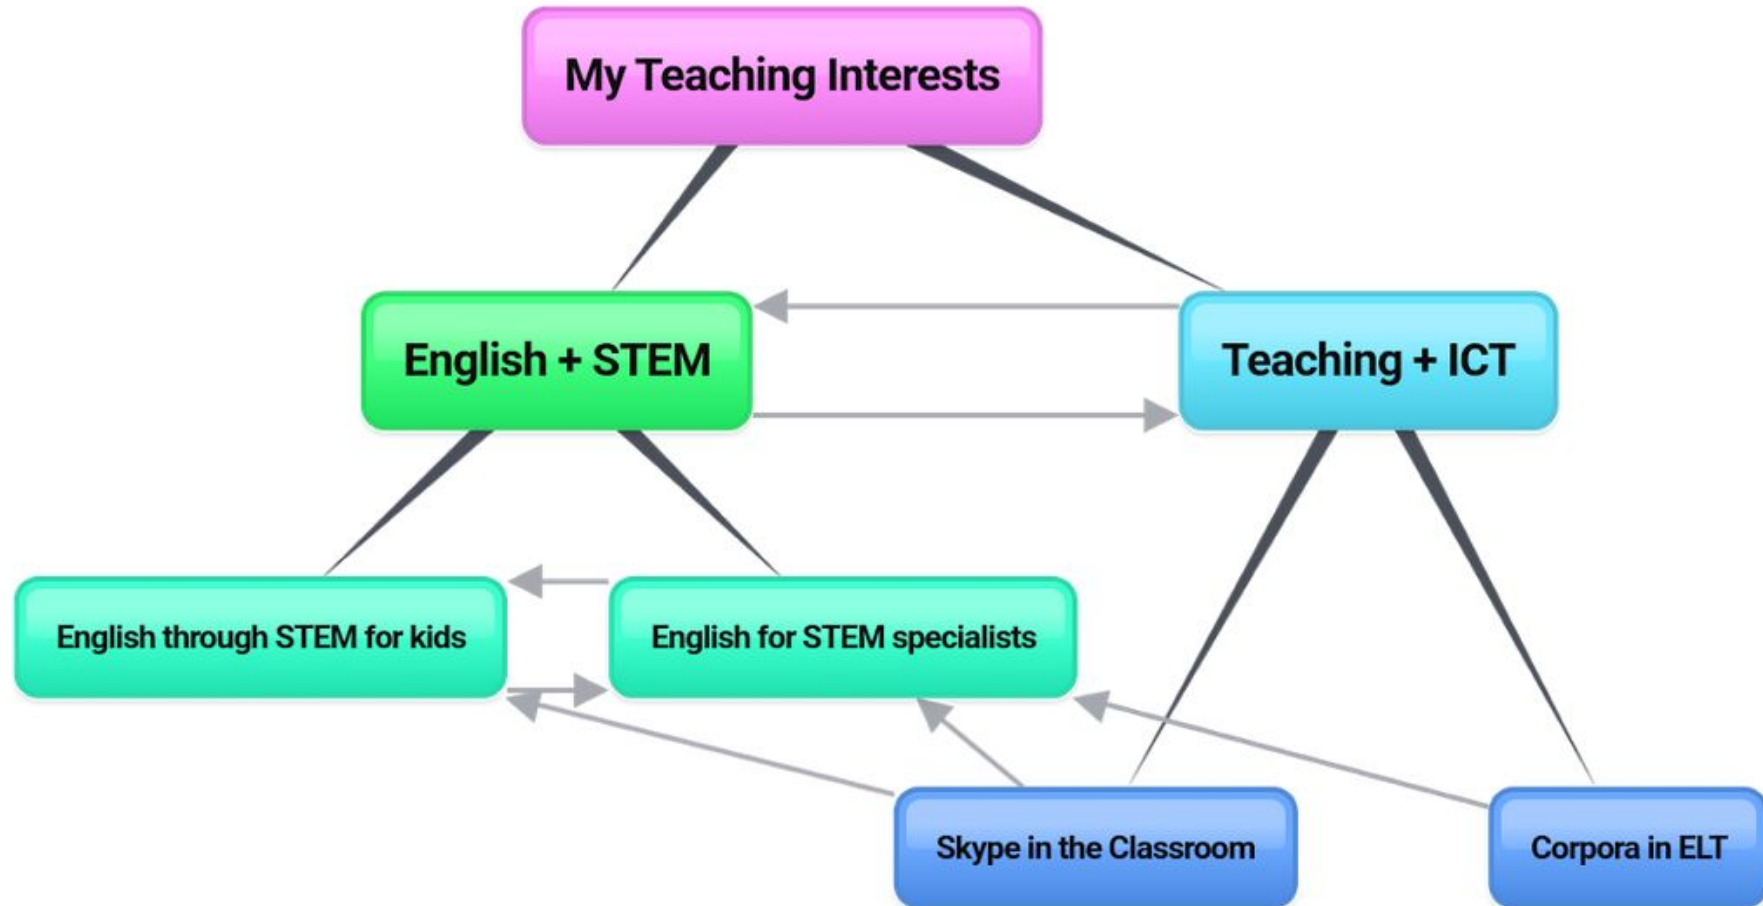 My Teaching Interests
English + STEM
Teaching + ICT
English through STEM for kids
English for STEM specialists
Skype in the Classroom
Corpora in ELT